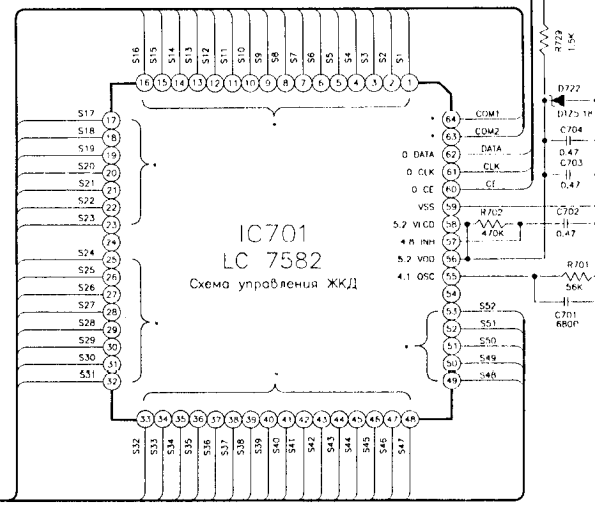 S16 S15 S14 S13 S12 S11 S10 S9 S8 S7 S6 S5 S4 S3 S2 S1
16 15 14 13 12 11 10 9 8 7 6 5 4 3 2 1
R729
1.5K
D722
C704
0.47
C703
0.47
S17 17
S18 18
S19 19
S20 20
S21 21
S22 22
S23 23
24
S24 25
S25 26
S26 27
S27 28
S28 29
S29 30
S30 31
S31 32
IC701
LC 7582
Схема управления ЖКД
64 COM1
63 COM2
0 DATA 62 DATA
0 CLK 61 CLK
0 CE 60 CE
VSS 59
5.2 VLCD 58
4.8 INH 57
5.2 VDD 56
4.1 OSC 55
54
53 S52
52 S51
51 S50
50 S49
49 S48
R702
470K
C702
0.47
R701
56K
C701
680P
33 34 35 36 37 38 39 40 41 42 43 44 45 46 47 48
S32 S33 S34 S35 S36 S37 S38 S39 S40 S41 S42 S43 S44 S45 S46 S47